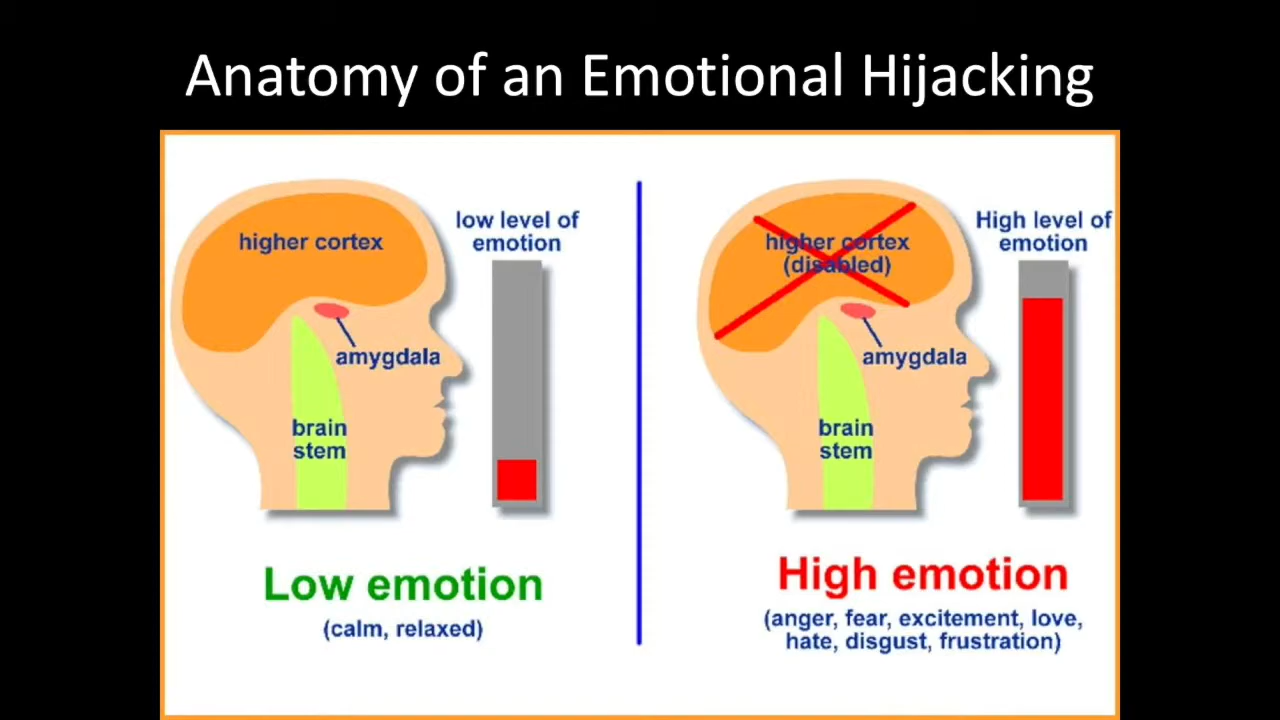 Anatomy of an Emotional Hijacking
higher cortex
low level of
emotion
amygdala
brain
stem
Low emotion
(calm, relaxed)
higher cortex
(disabled)
High level of
emotion
amygdala
brain
stem
High emotion
(anger, fear, excitement, love,
hate, disgust, frustration)